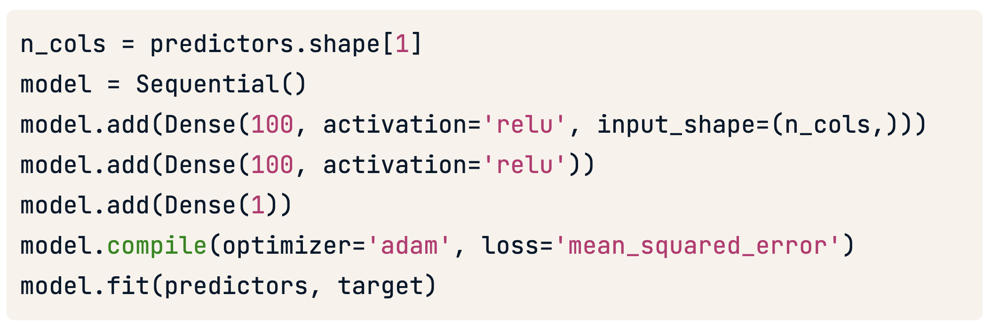 n_cols = predictors.shape[1]
model = Sequential()
model.add(Dense(100, activation='relu', input_shape=(n_cols,)))
model.add(Dense(100, activation='relu'))
model.add(Dense(1))
model.compile(optimizer='adam', loss='mean_squared_error')
model.fit(predictors, target)